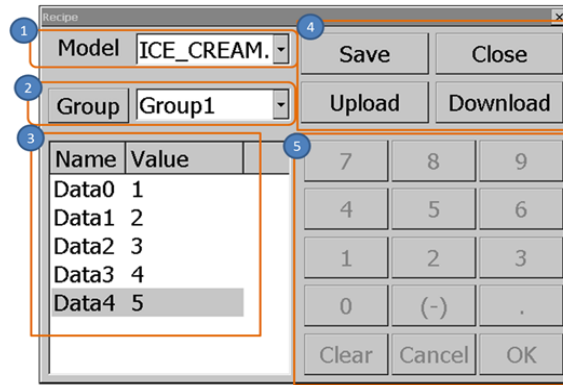 Recipe
1
Model ICE_CREAM.
4
Save Close
2
Group Group1
Upload Download
3
Name Value
Data0 1
Data1 2
Data2 3
Data3 4
Data4 5
5
7 8 9
4 5 6
1 2 3
0 (-) .
Clear Cancel OK